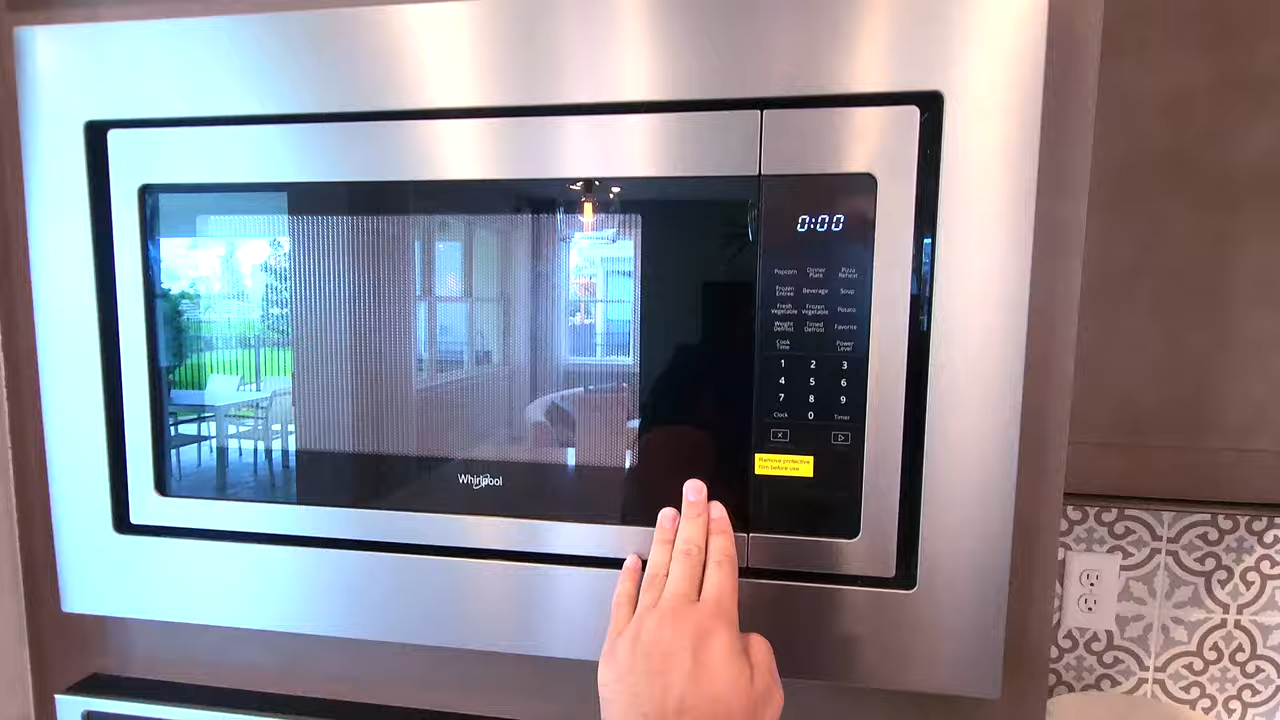 0:00
Popcorn Dinner Plate Pizza Reheat
Frozen Entree Beverage Soup
Fresh Vegetable Frozen Vegetable Potato
Weight Defrost Timed Defrost Favorite
Cook Time Power Level
1 2 3
4 5 6
7 8 9
Clock 0 Timer
Remove protective
film before use
Whirlpool